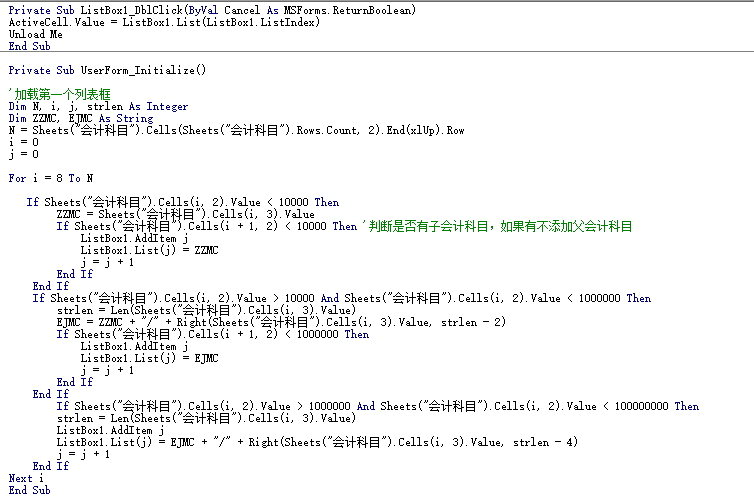 Private Sub ListBox1_DblClick(ByVal Cancel As MSForms.ReturnBoolean)
ActiveCell.Value = ListBox1.List(ListBox1.ListIndex)
Unload Me
End Sub
Private Sub UserForm_Initialize()
'加载第一个列表框
Dim N, i, j, strlen As Integer
Dim ZZMC, EJMC As String
N = Sheets("会计科目").Cells(Sheets("会计科目").Rows.Count, 2).End(xlUp).Row
i = 0
j = 0
For i = 8 To N
If Sheets("会计科目").Cells(i, 2).Value < 10000 Then
ZZMC = Sheets("会计科目").Cells(i, 3).Value
If Sheets("会计科目").Cells(i + 1, 2) < 10000 Then '判断是否有子会计科目，如果有不添加父会计科目
ListBox1.AddItem j
ListBox1.List(j) = ZZMC
j = j + 1
End If
End If
If Sheets("会计科目").Cells(i, 2).Value > 10000 And Sheets("会计科目").Cells(i, 2).Value < 1000000 Then
strlen = Len(Sheets("会计科目").Cells(i, 3).Value)
EJMC = ZZMC + "/" + Right(Sheets("会计科目").Cells(i, 3).Value, strlen - 2)
If Sheets("会计科目").Cells(i + 1, 2) < 1000000 Then
ListBox1.AddItem j
ListBox1.List(j) = EJMC
j = j + 1
End If
End If
If Sheets("会计科目").Cells(i, 2).Value > 1000000 And Sheets("会计科目").Cells(i, 2).Value < 100000000 Then
strlen = Len(Sheets("会计科目").Cells(i, 3).Value)
ListBox1.AddItem j
ListBox1.List(j) = EJMC + "/" + Right(Sheets("会计科目").Cells(i, 3).Value, strlen - 4)
j = j + 1
End If
Next i
End Sub